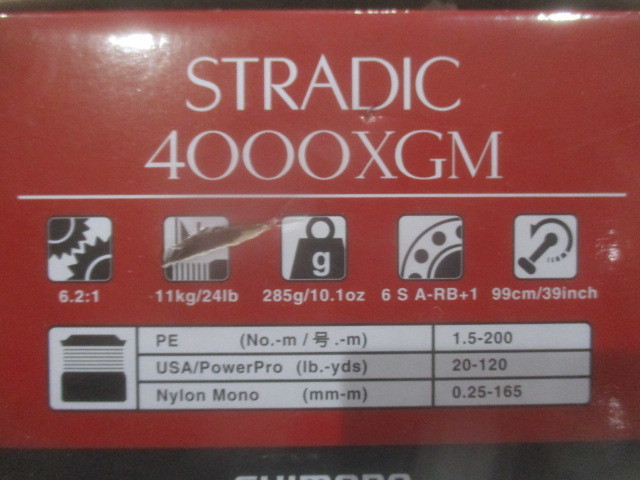 STRADIC
4000XGM
6.2:1 11kg/24lb 285g/10.1oz 6 S A-RB+1 99cm/39inch
g
PE (No.-m / 号.-m) 1.5-200
USA/PowerPro (lb.-yds) 20-120
Nylon Mono (mm-m) 0.25-165
SHIMANO